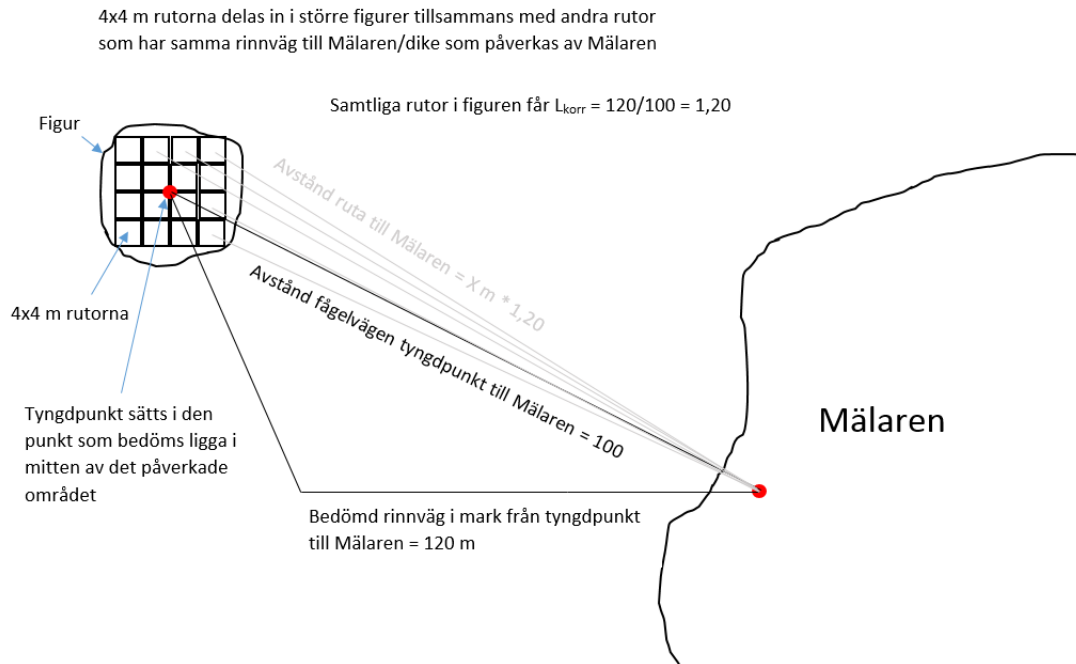 4x4 m rutorna delas in i större figurer tillsammans med andra rutor
som har samma rinnväg till Mälaren/dike som påverkas av Mälaren
Samtliga rutor i figuren får Lkorr = 120/100 = 1,20
Figur
Avstånd ruta till Mälaren = X m * 1,20
Avstånd fågelvägen tyngdpunkt till Mälaren = 100
4x4 m rutorna
Tyngdpunkt sätts i den
punkt som bedöms ligga i
mitten av det påverkade
området
Mälaren
Bedömd rinnväg i mark från tyngdpunkt
till Mälaren = 120 m